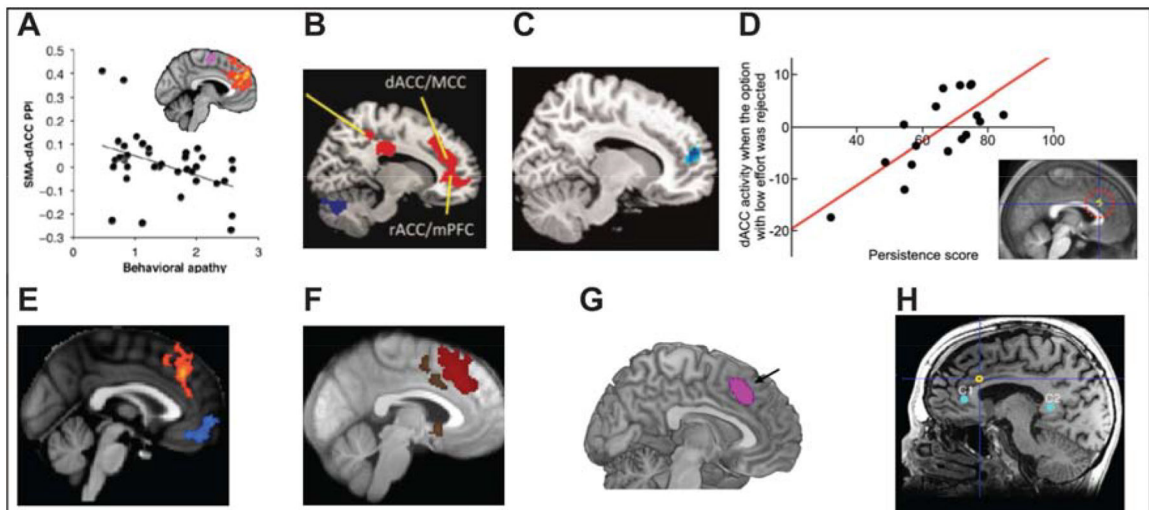 A
SMA-dACC PPI
0.5
0.4
0.3
0.2
0.1
0
−0.1
−0.2
−0.3
0
1
2
3
Behavioral apathy
B
dACC/MCC
rACC/mPFC
C
D
dACC activity when the option
with low effort was rejected
10
0
-10
-20
40
60
80
100
Persistence score
E
F
G
H
C1
C2